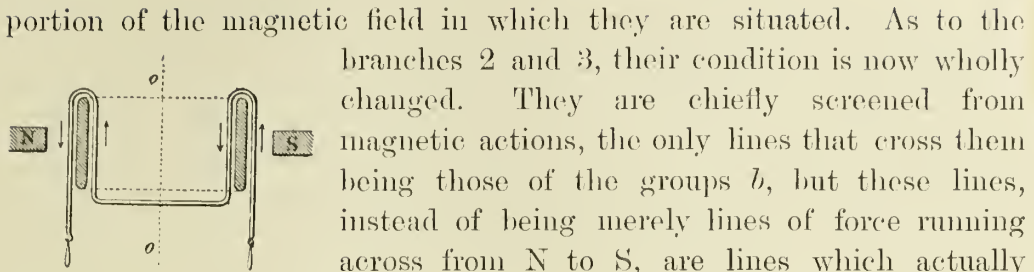 portion of the magnetic field in which they are situated. As to the
branches 2 and 3, their condition is now wholly
changed. They are chiefly screened from
magnetic actions, the only lines that cross them
being those of the groups b, but these lines,
instead of being merely lines of force running
across from N to S, are lines which actually
o
N
S
o